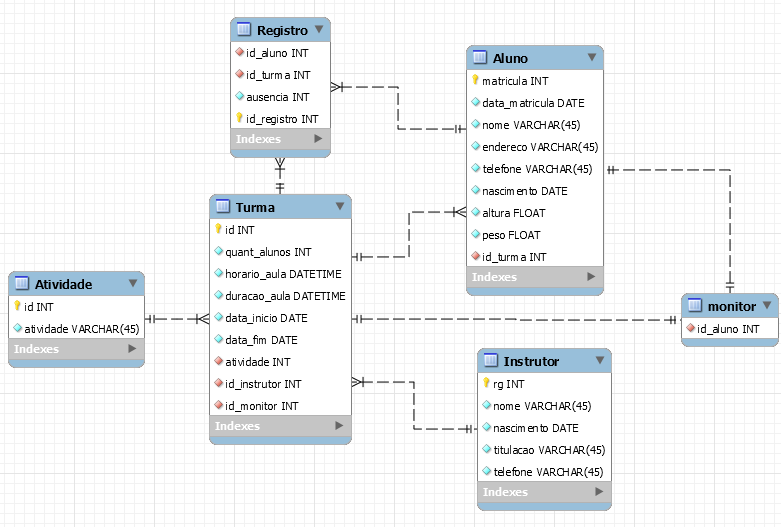 Registro
id_aluno INT
id_turma INT
ausencia INT
id_registro INT
Indexes
Aluno
matricula INT
data_matricula DATE
nome VARCHAR(45)
endereco VARCHAR(45)
telefone VARCHAR(45)
nascimento DATE
altura FLOAT
peso FLOAT
id_turma INT
Indexes
Turma
id INT
quant_alunos INT
horario_aula DATETIME
duracao_aula DATETIME
data_inicio DATE
data_fim DATE
atividade INT
id_instrutor INT
id_monitor INT
Indexes
Atividade
id INT
atividade VARCHAR(45)
Indexes
monitor
id_aluno INT
Instrutor
rg INT
nome VARCHAR(45)
nascimento DATE
titulacao VARCHAR(45)
telefone VARCHAR(45)
Indexes